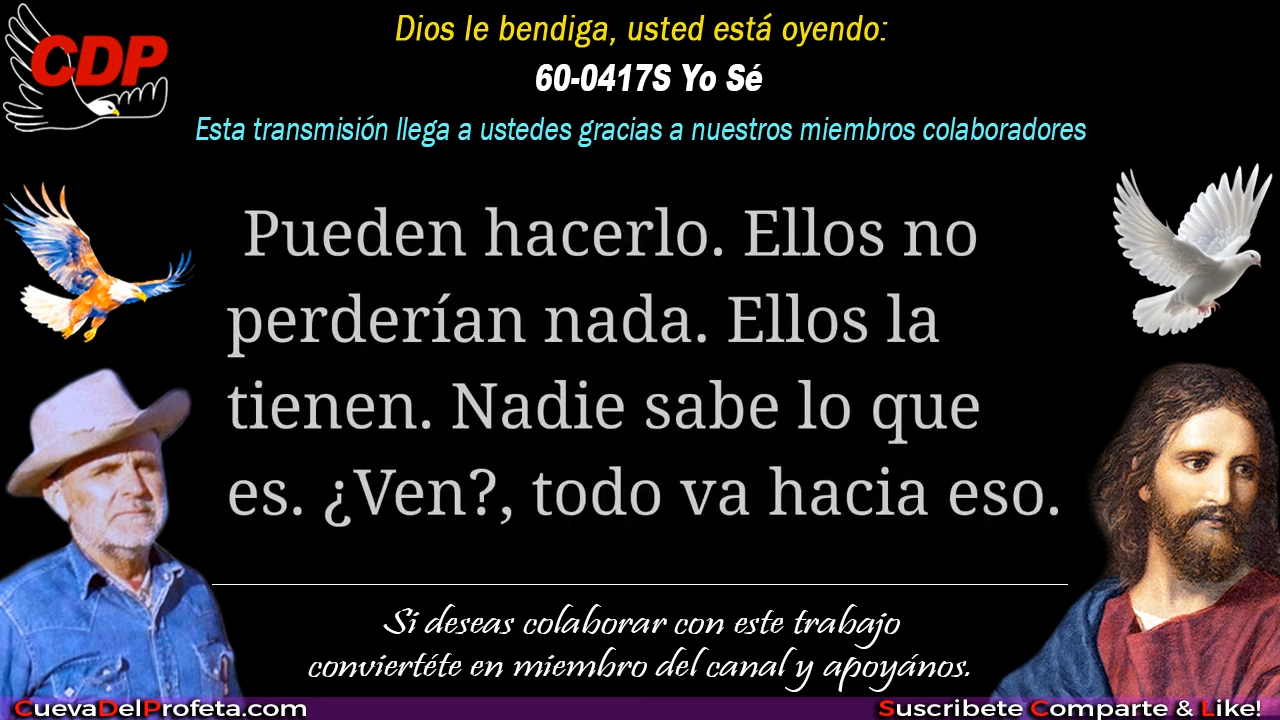 CDP
Dios le bendiga, usted está oyendo:
60-0417S Yo Sé
Esta transmisión llega a ustedes gracias a nuestros miembros colaboradores
Pueden hacerlo. Ellos no
perderían nada. Ellos la
tienen. Nadie sabe lo que
es. ¿Ven?, todo va hacia eso.
Si deseas colaborar con este trabajo
conviertéte en miembro del canal y apoyános.
CuevaDelProfeta.com
Suscribete Comparte & Like!